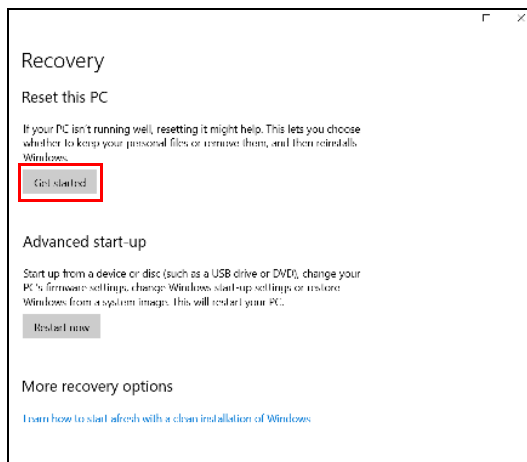 Recovery
Reset this PC
If your PC isn't running well, resetting it might help. This lets you choose
whether to keep your personal files or remove them, and then reinstalls
Windows.
Get started
Advanced start-up
Start up from a device or disc (such as a USB drive or DVD), change your
PC's firmware settings, change Windows start-up settings or restore
Windows from a system image. This will restart your PC.
Restart now
More recovery options
Learn how to start afresh with a clean installation of Windows